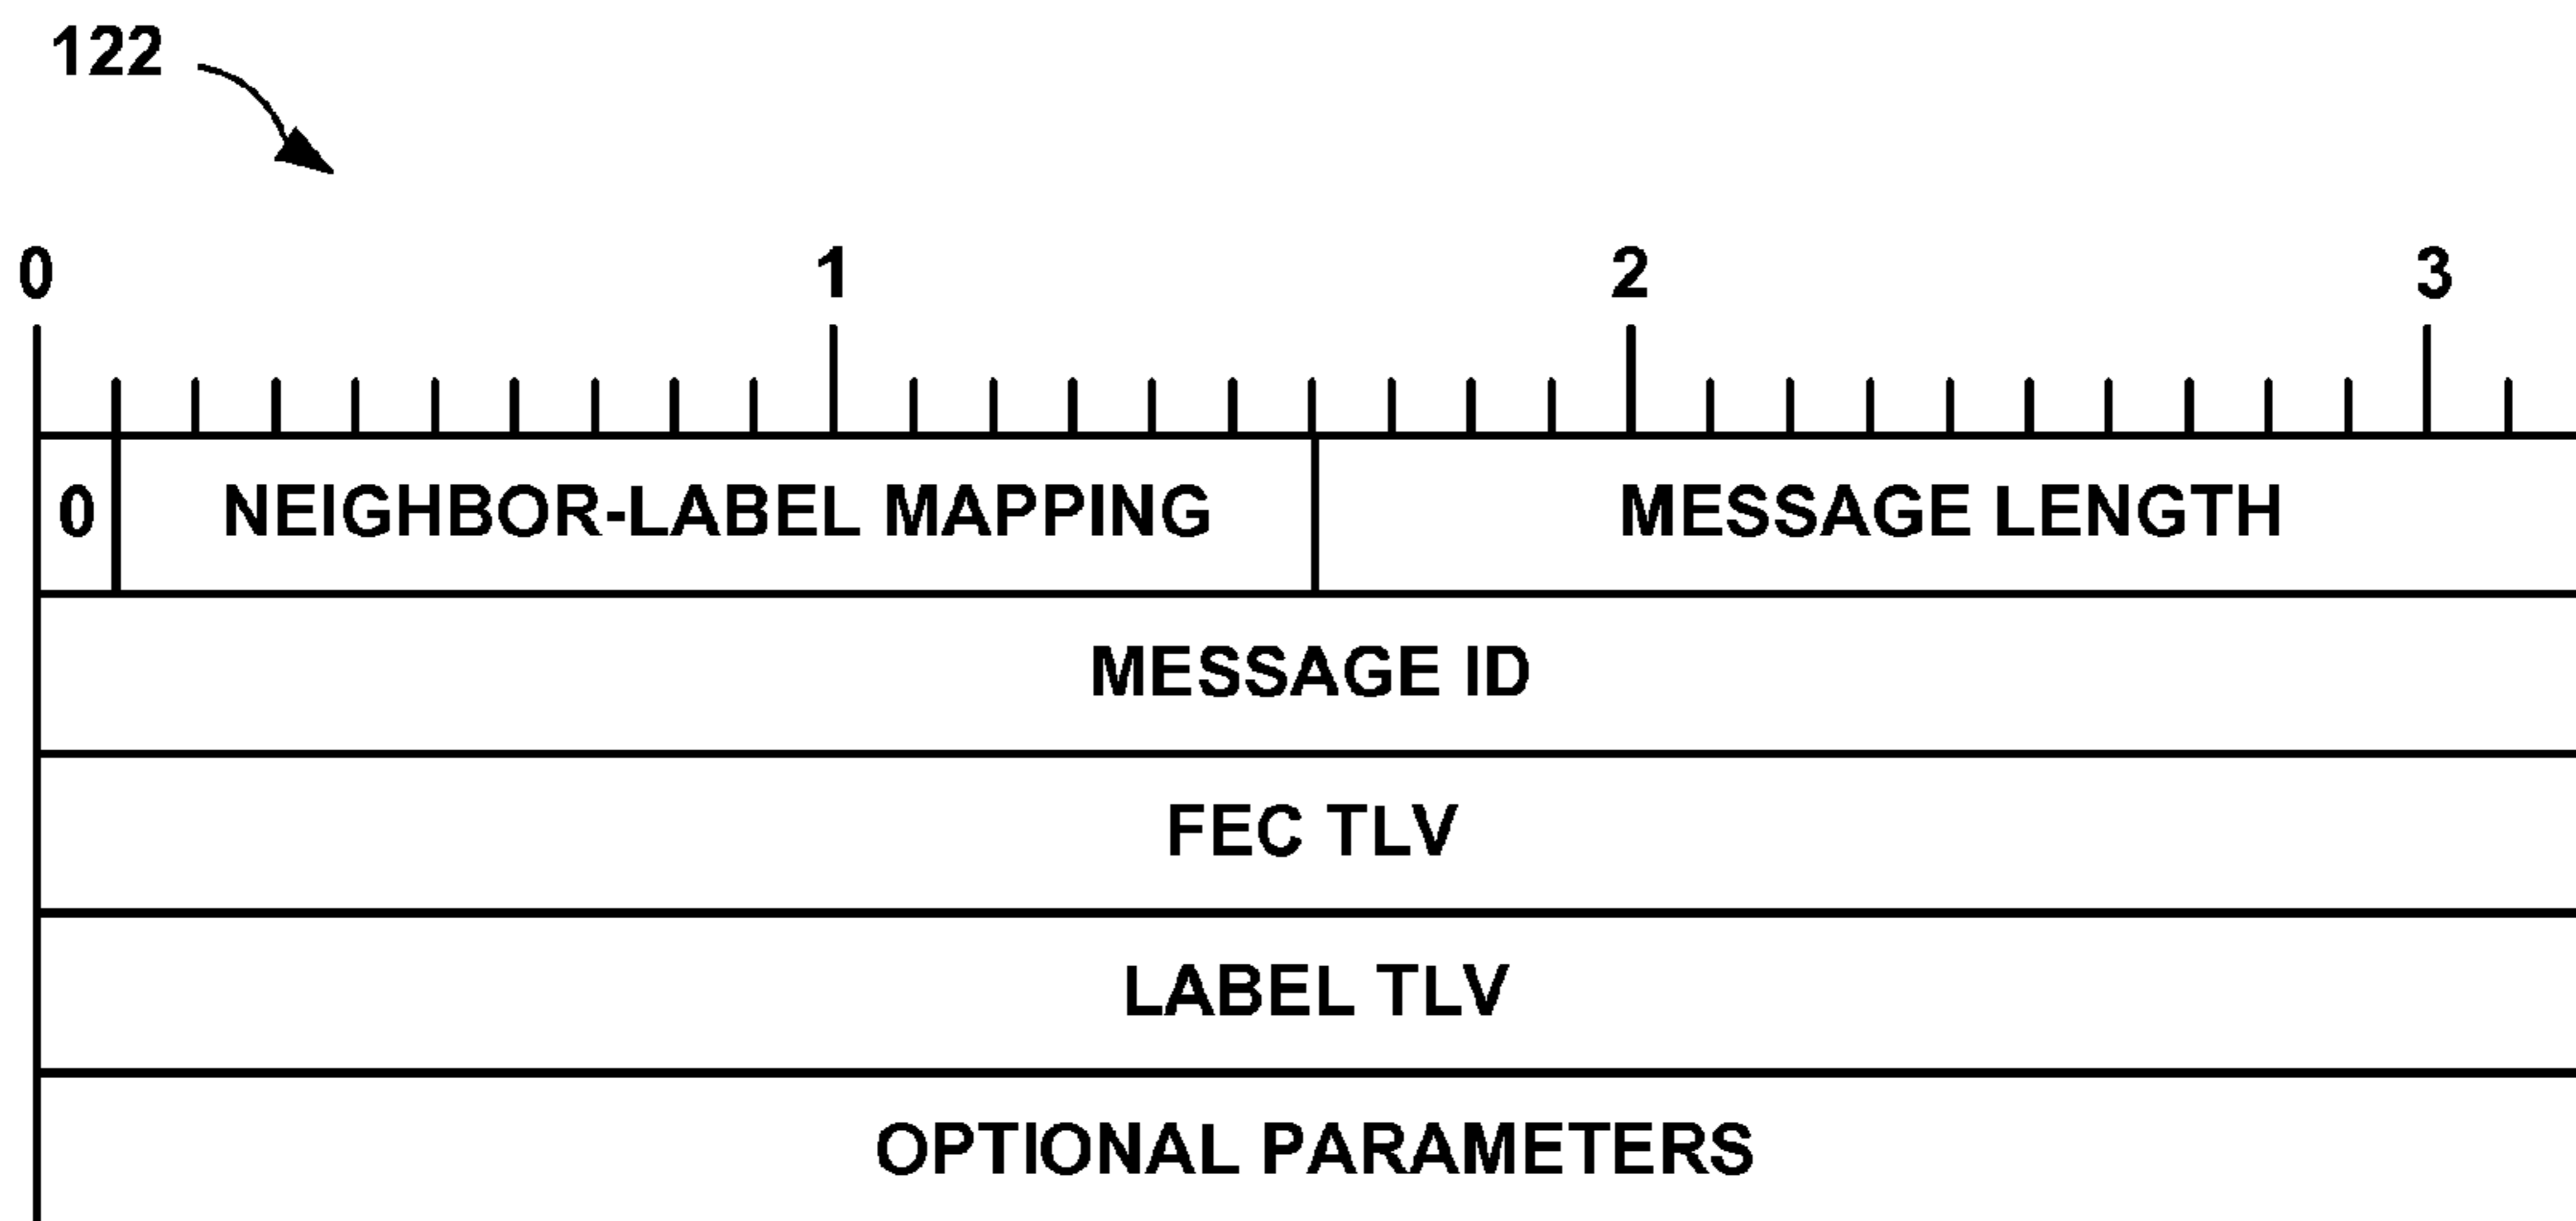 122
0 1 2 3
0 NEIGHBOR-LABEL MAPPING MESSAGE LENGTH
MESSAGE ID
FEC TLV
LABEL TLV
OPTIONAL PARAMETERS